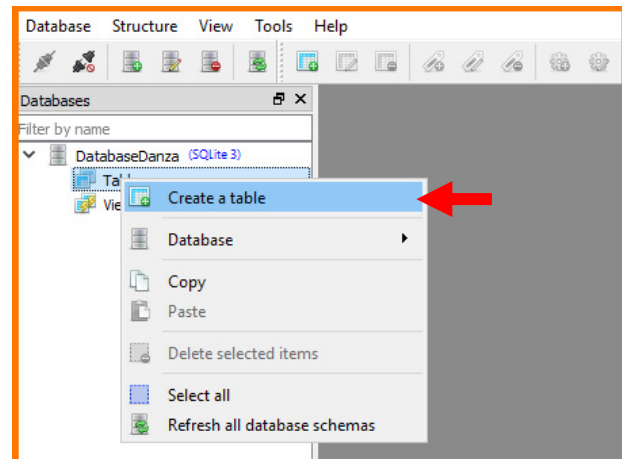 Database Structure View Tools Help
Databases
Filter by name
DatabaseDanza (SQLite 3)
Create a table
Database
Copy
Paste
Delete selected items
Select all
Refresh all database schemas